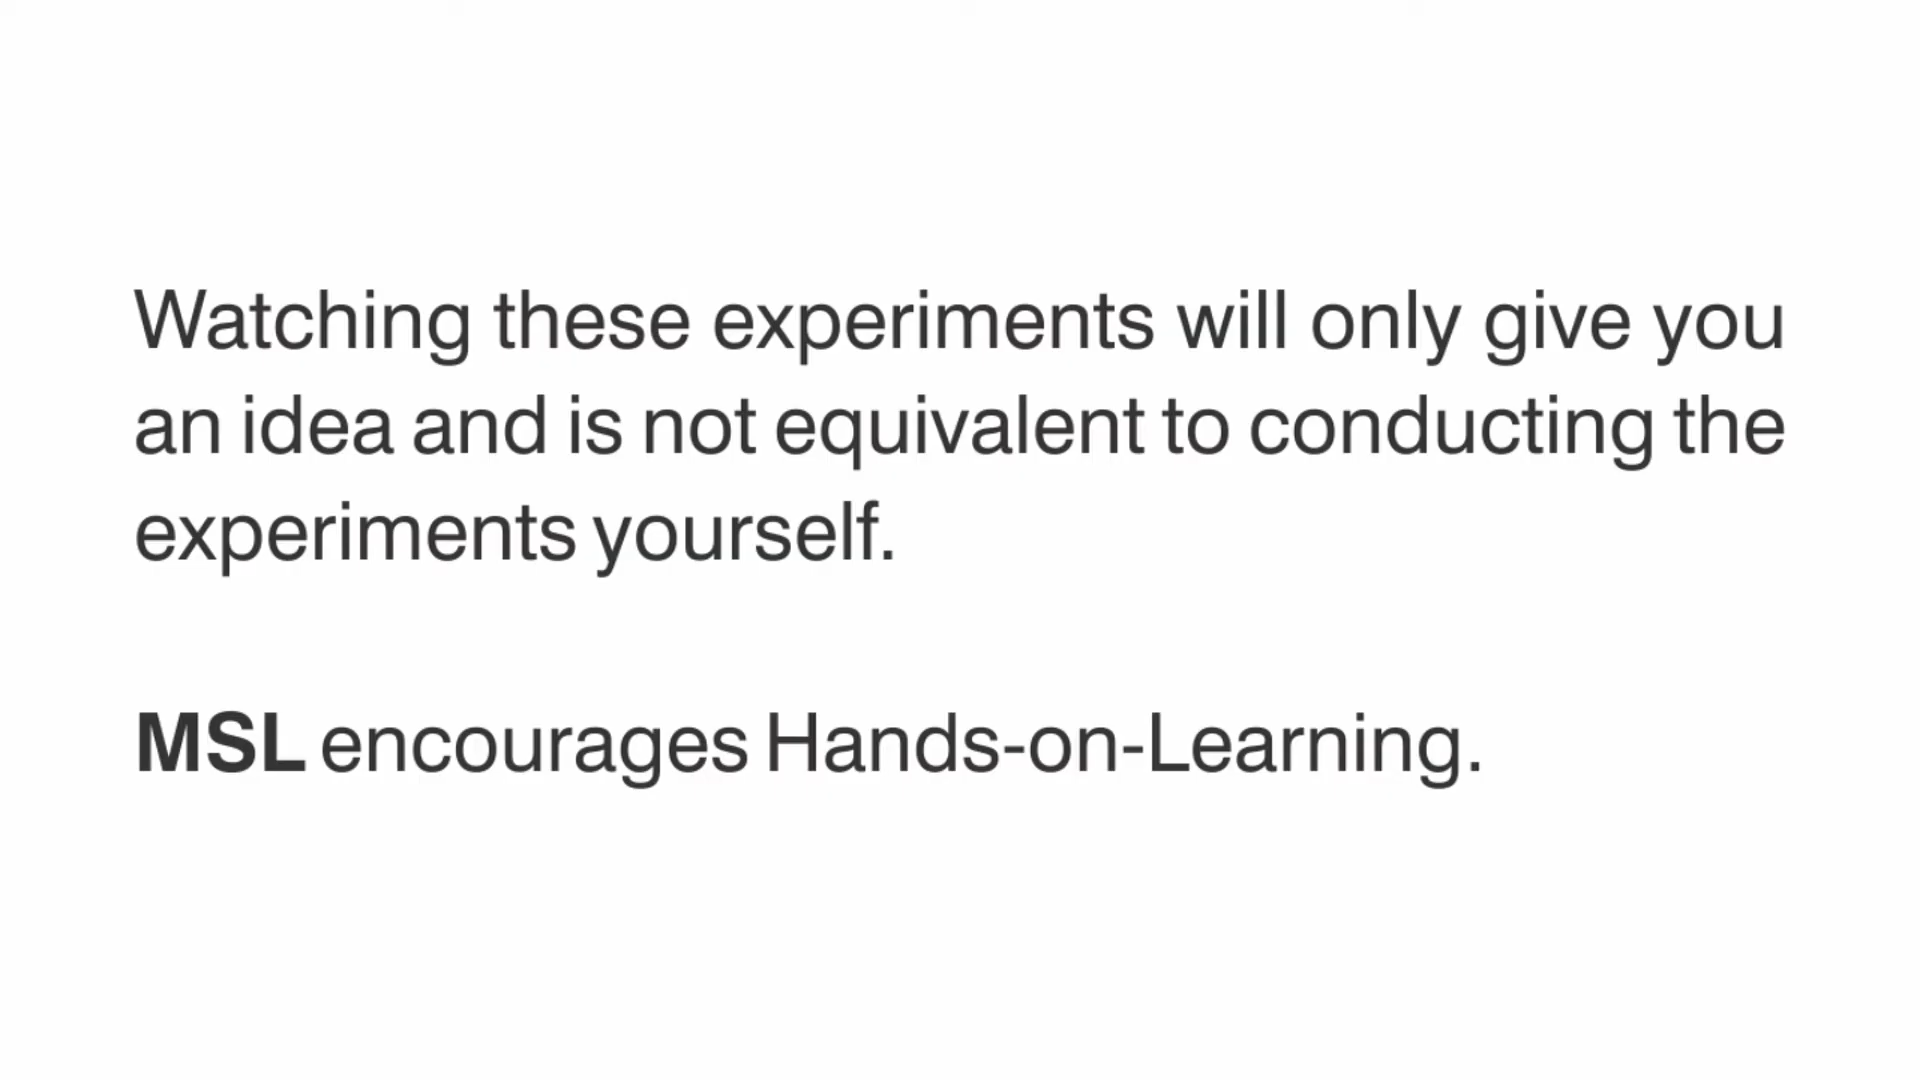 Watching these experiments will only give you
an idea and is not equivalent to conducting the
experiments yourself.
MSL encourages Hands-on-Learning.